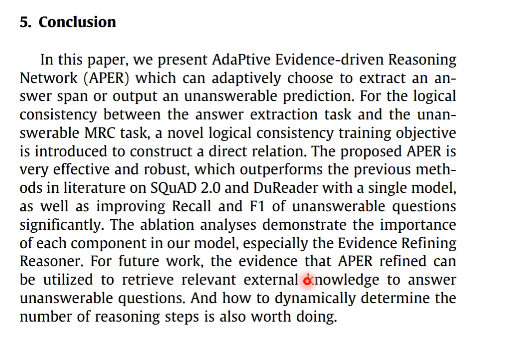 5. Conclusion
In this paper, we present AdaPtive Evidence-driven Reasoning
Network (APER) which can adaptively choose to extract an an-
swer span or output an unanswerable prediction. For the logical
consistency between the answer extraction task and the unan-
swerable MRC task, a novel logical consistency training objective
is introduced to construct a direct relation. The proposed APER is
very effective and robust, which outperforms the previous meth-
ods in literature on SQuAD 2.0 and DuReader with a single model,
as well as improving Recall and F1 of unanswerable questions
significantly. The ablation analyses demonstrate the importance
of each component in our model, especially the Evidence Refining
Reasoner. For future work, the evidence that APER refined can
be utilized to retrieve relevant external knowledge to answer
unanswerable questions. And how to dynamically determine the
number of reasoning steps is also worth doing.